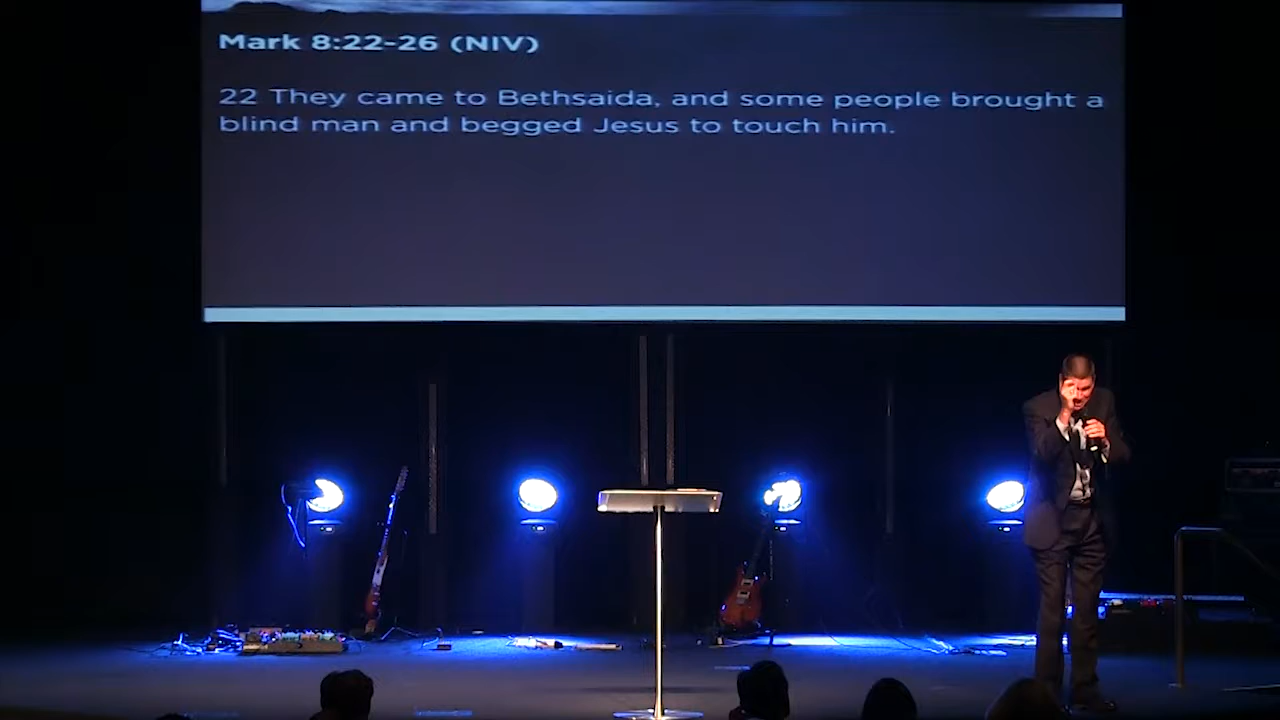 Mark 8:22-26 (NIV)
22 They came to Bethsaida, and some people brought a
blind man and begged Jesus to touch him.